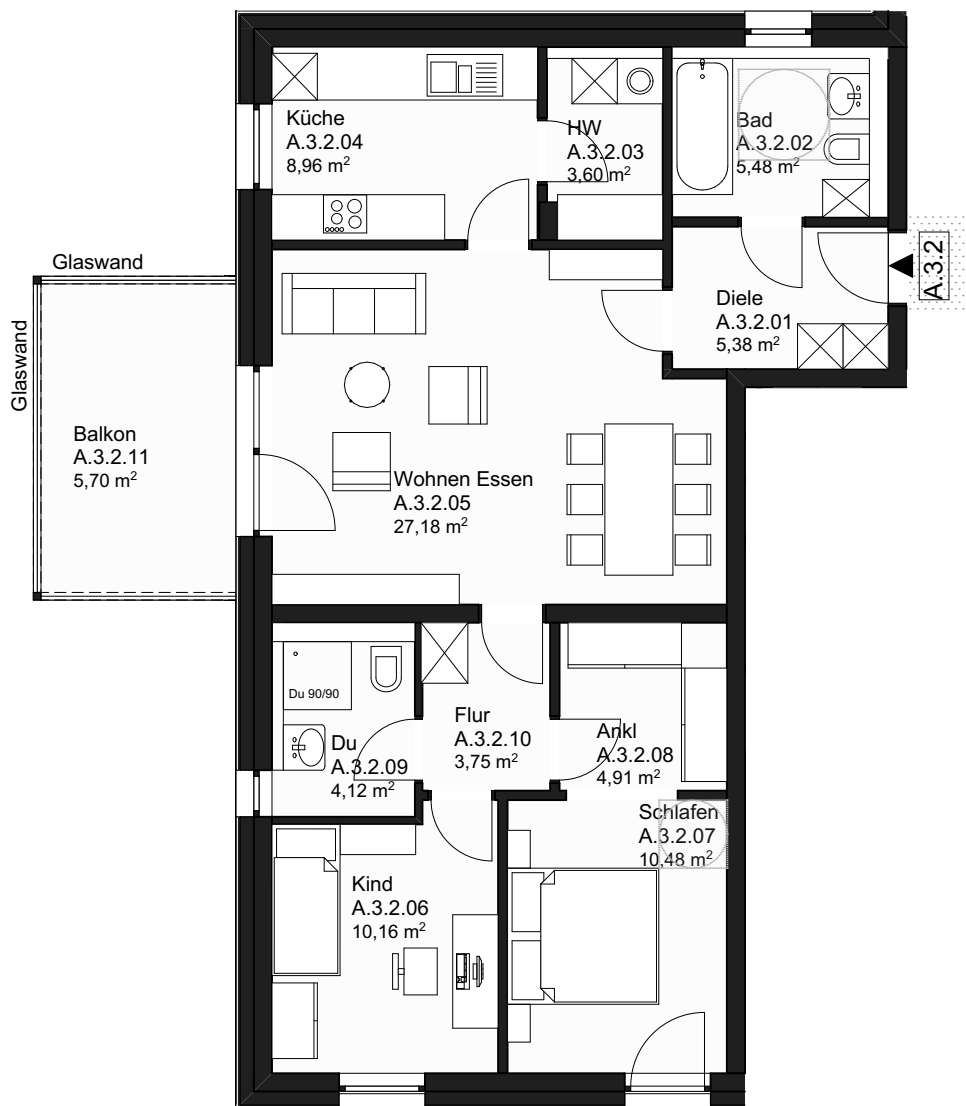 Küche
A.3.2.04
8,96 m²
HW
A.3.2.03
3,60 m²
Bad
A.3.2.02
5,48 m²
Glaswand
Glaswand
Diele
A.3.2.01
5,38 m²
A.3.2
Balkon
A.3.2.11
5,70 m²
Wohnen Essen
A.3.2.05
27,18 m²
Du 90/90
Du
A.3.2.09
4,12 m²
Flur
A.3.2.10
3,75 m²
Ankl
A.3.2.08
4,91 m²
Schlafen
A.3.2.07
10,48 m²
Kind
A.3.2.06
10,16 m²